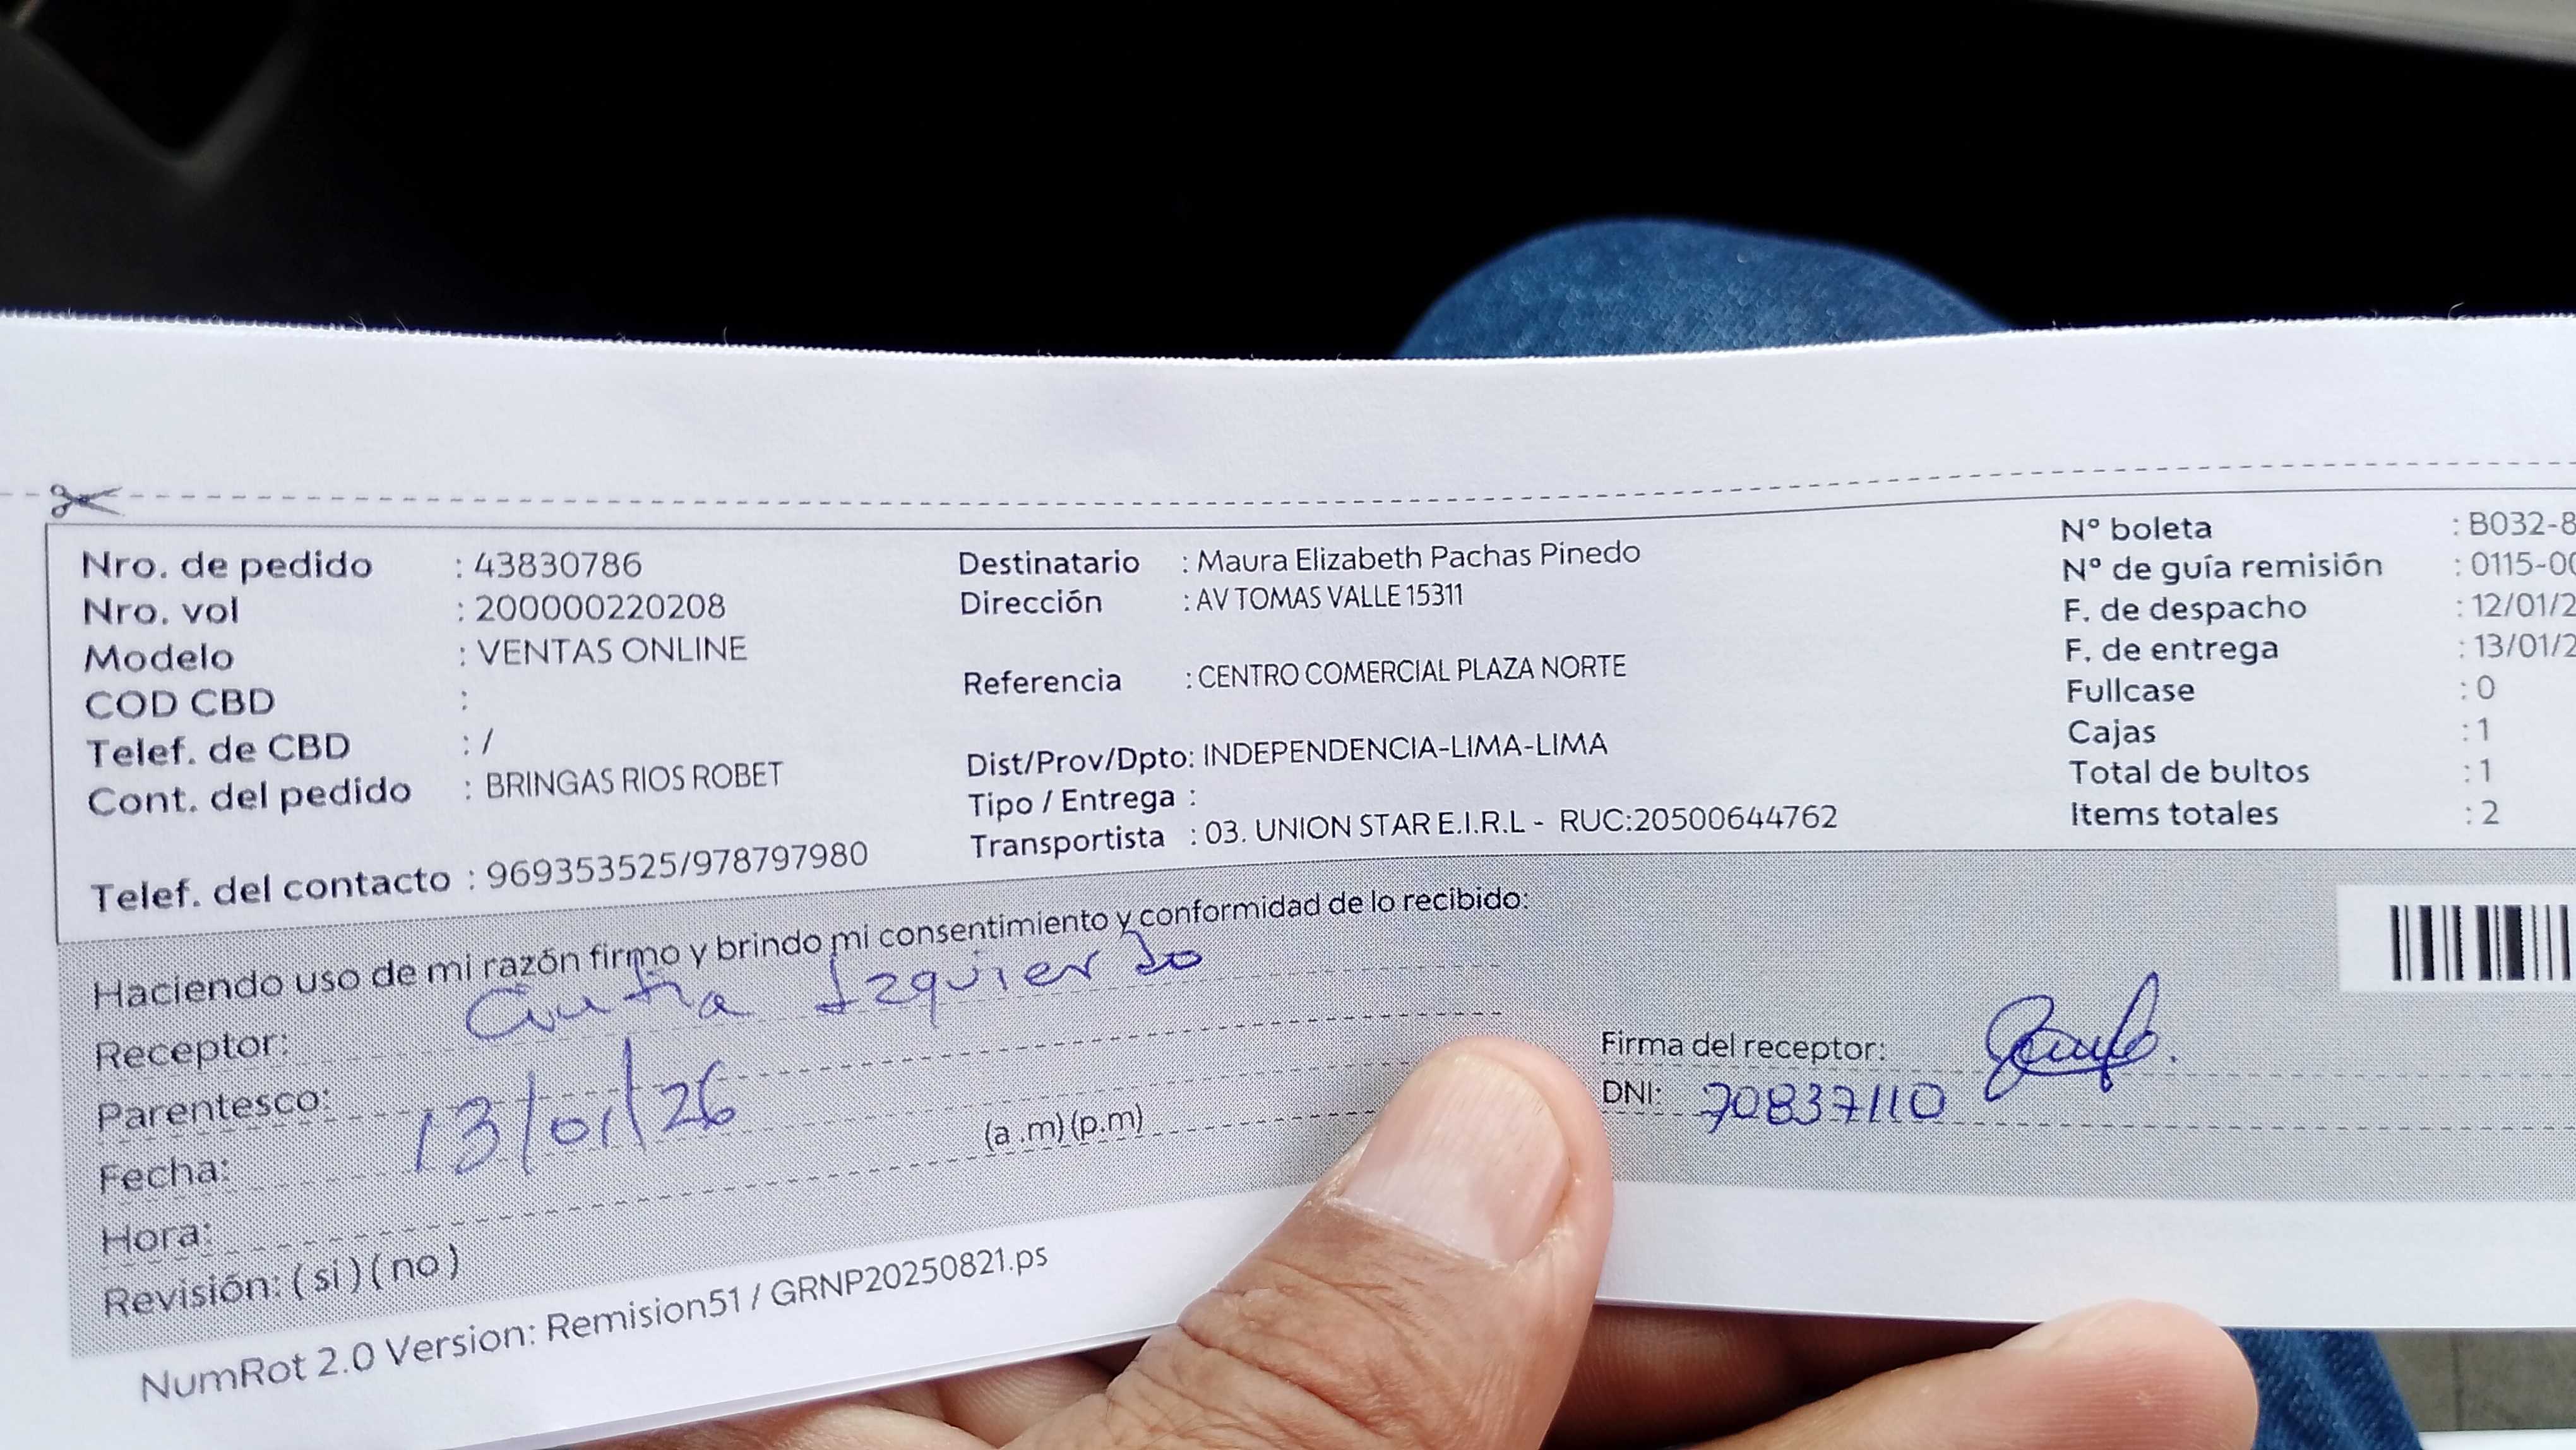 Nro. de pedido : 43830786
Nro. vol : 200000220208
Modelo : VENTAS ONLINE
COD CBD :
Telef. de CBD : /
Cont. del pedido : BRINGAS RIOS ROBET
Telef. del contacto : 969353525/978797980
Destinatario : Maura Elizabeth Pachas Pinedo
Dirección : AV TOMAS VALLE 15311
Referencia : CENTRO COMERCIAL PLAZA NORTE
Dist/Prov/Dpto: INDEPENDENCIA-LIMA-LIMA
Tipo / Entrega :
Transportista : 03. UNION STAR E.I.R.L - RUC:20500644762
N° boleta : B032-8
N° de guía remisión : 0115-00
F. de despacho : 12/01/2
F. de entrega : 13/01/2
Fullcase : 0
Cajas : 1
Total de bultos : 1
Items totales : 2
Haciendo uso de mi razón firmo y brindo mi consentimiento y conformidad de lo recibido:
Receptor: Izquierdo
Parentesco:
Fecha: 13/01/26
Hora: (a .m) (p.m)
Revisión: ( si ) ( no )
Firma del receptor:
DNI: 70837110
NumRot 2.0 Version: Remision51 / GRNP20250821.ps